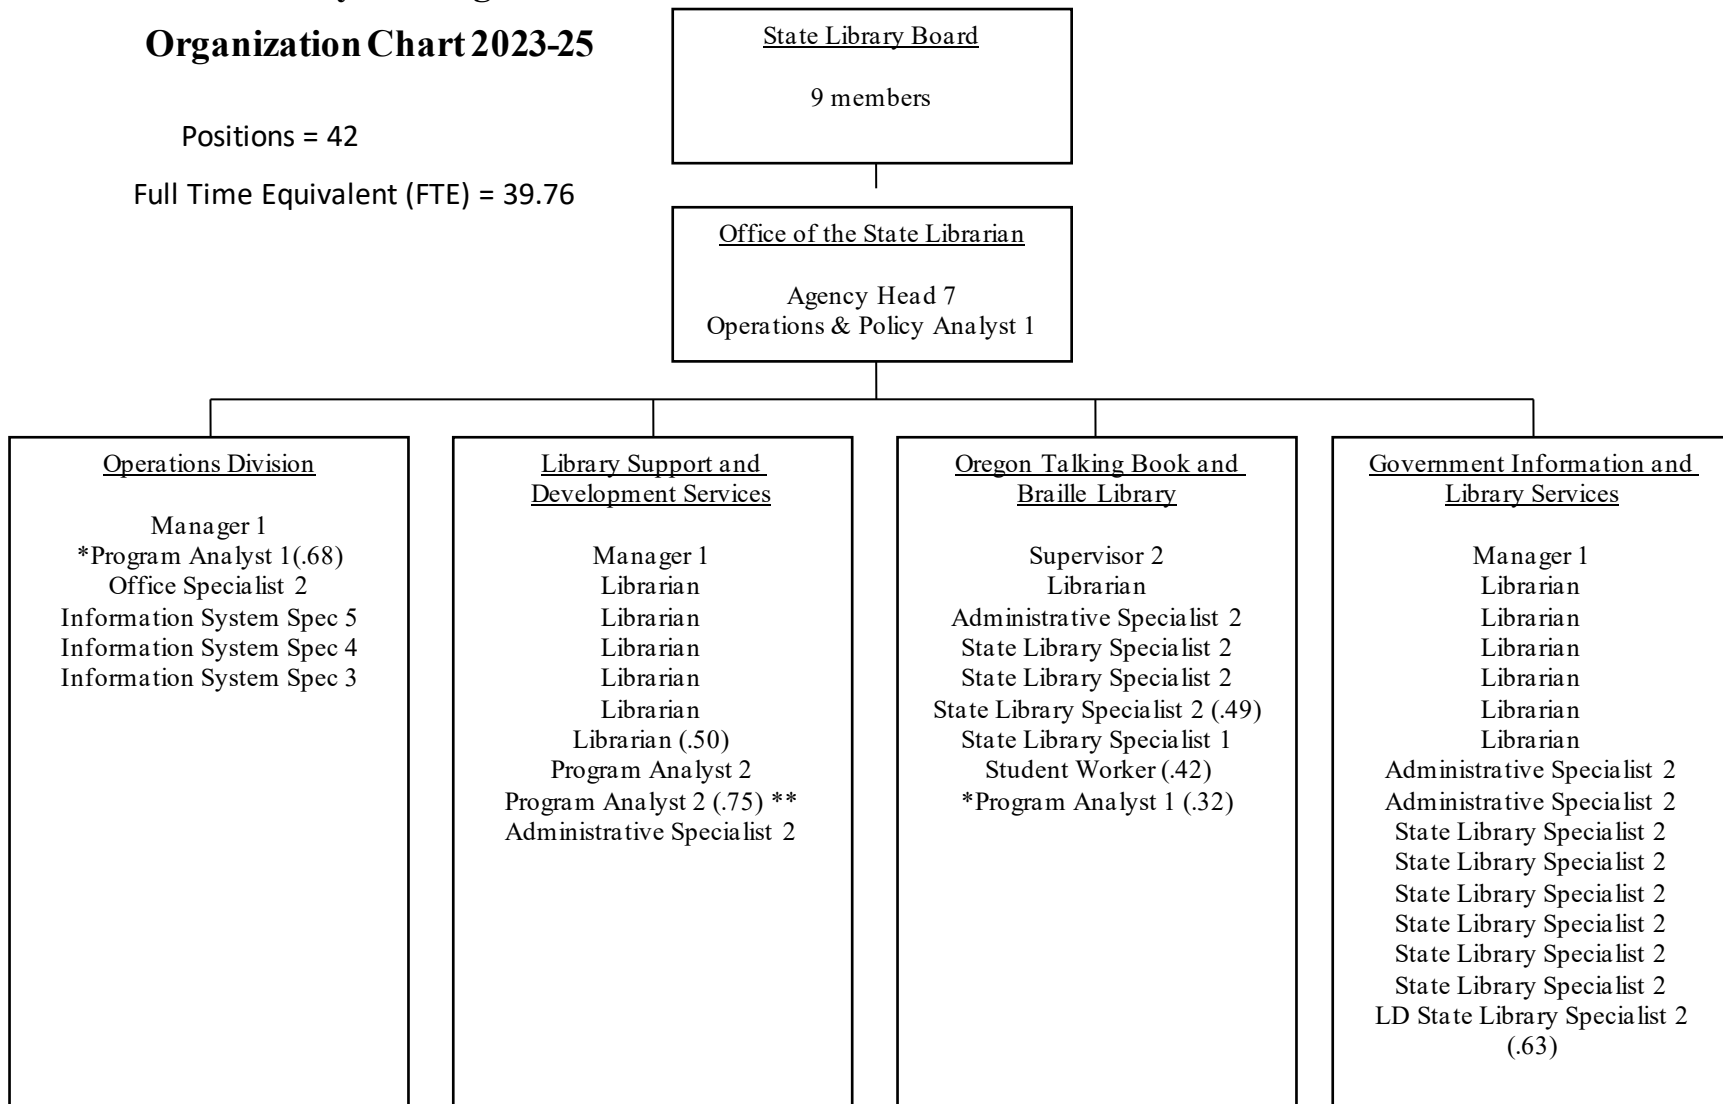 Organization Chart 2023-25
Positions = 42
Full Time Equivalent (FTE) = 39.76
State Library Board
9 members
Office of the State Librarian
Agency Head 7
Operations & Policy Analyst 1
Operations Division
Manager 1
*Program Analyst 1(.68)
Office Specialist 2
Information System Spec 5
Information System Spec 4
Information System Spec 3
Library Support and
Development Services
Manager 1
Librarian
Librarian
Librarian
Librarian
Librarian
Librarian (.50)
Program Analyst 2
Program Analyst 2 (.75) **
Administrative Specialist 2
Oregon Talking Book and
Braille Library
Supervisor 2
Librarian
Administrative Specialist 2
State Library Specialist 2
State Library Specialist 2
State Library Specialist 2 (.49)
State Library Specialist 1
Student Worker (.42)
*Program Analyst 1 (.32)
Government Information and
Library Services
Manager 1
Librarian
Librarian
Librarian
Librarian
Librarian
Librarian
Administrative Specialist 2
Administrative Specialist 2
State Library Specialist 2
State Library Specialist 2
State Library Specialist 2
State Library Specialist 2
State Library Specialist 2
State Library Specialist 2
LD State Library Specialist 2
(.63)